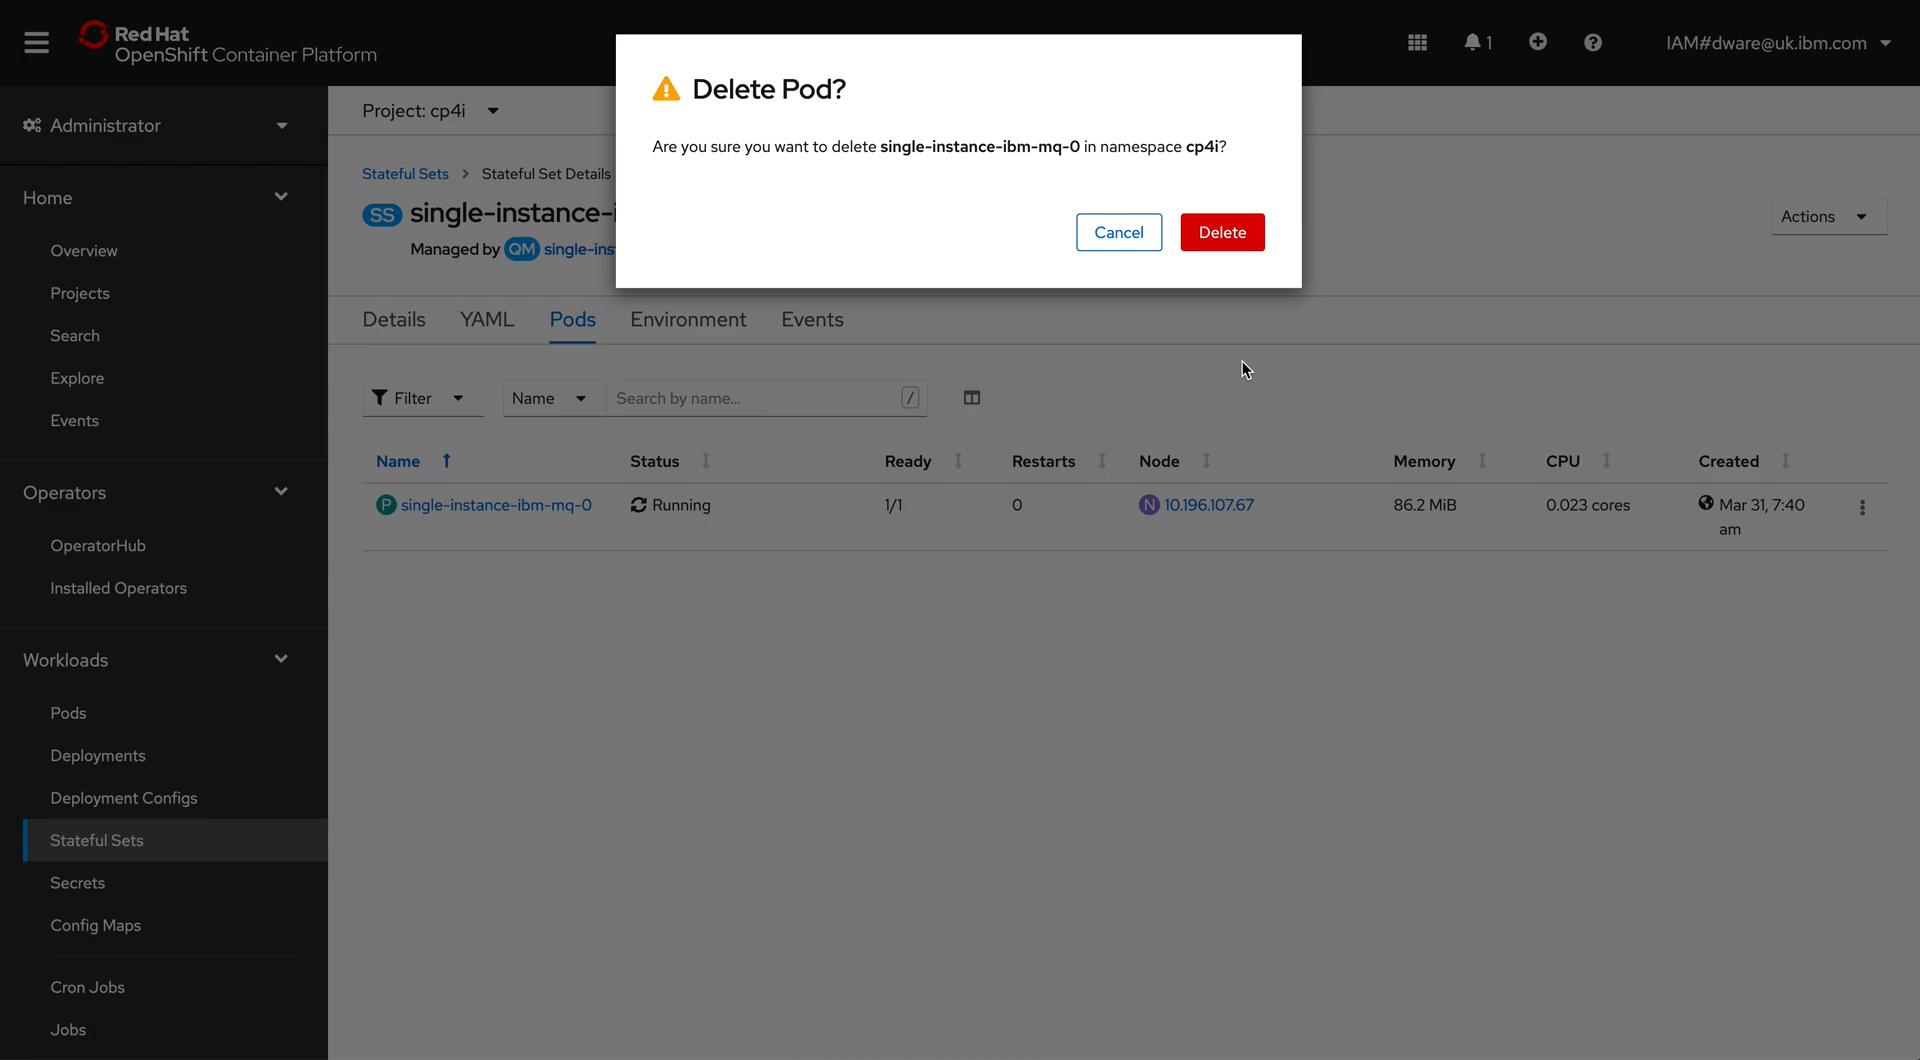 Red Hat
OpenShift Container Platform
1
IAM#dware@uk.ibm.com
Administrator
Home
Overview
Projects
Search
Explore
Events
Operators
OperatorHub
Installed Operators
Workloads
Pods
Deployments
Deployment Configs
Stateful Sets
Secrets
Config Maps
Cron Jobs
Jobs
Project: cp4i
Stateful Sets > Stateful Set Details
SS single-instance-i
Managed by QM single-ins
Actions
Delete Pod?
Are you sure you want to delete single-instance-ibm-mq-0 in namespace cp4i?
Cancel Delete
Details YAML Pods Environment Events
Filter Name Search by name... /
Name Status Ready Restarts Node Memory CPU Created
P single-instance-ibm-mq-0 Running 1/1 0 N 10.196.107.67 86.2 MiB 0.023 cores Mar 31, 7:40
am